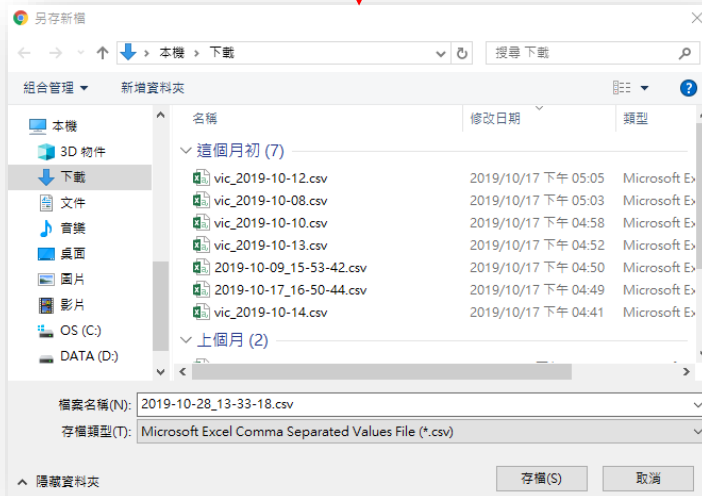 另存新檔
本機 › 下載
搜尋 下載
組合管理 新增資料夾
名稱 修改日期 類型
本機
3D 物件
下載
文件
音樂
桌面
圖片
影片
OS (C:)
DATA (D:)
這個月初 (7)
vic_2019-10-12.csv 2019/10/17 下午 05:05 Microsoft Ex
vic_2019-10-08.csv 2019/10/17 下午 05:03 Microsoft Ex
vic_2019-10-10.csv 2019/10/17 下午 04:58 Microsoft Ex
vic_2019-10-13.csv 2019/10/17 下午 04:52 Microsoft Ex
2019-10-09_15-53-42.csv 2019/10/17 下午 04:50 Microsoft Ex
2019-10-17_16-50-44.csv 2019/10/17 下午 04:49 Microsoft Ex
vic_2019-10-14.csv 2019/10/17 下午 04:41 Microsoft Ex
上個月 (2)
檔案名稱(N): 2019-10-28_13-33-18.csv
存檔類型(T): Microsoft Excel Comma Separated Values File (*.csv)
隱藏資料夾 存檔(S) 取消